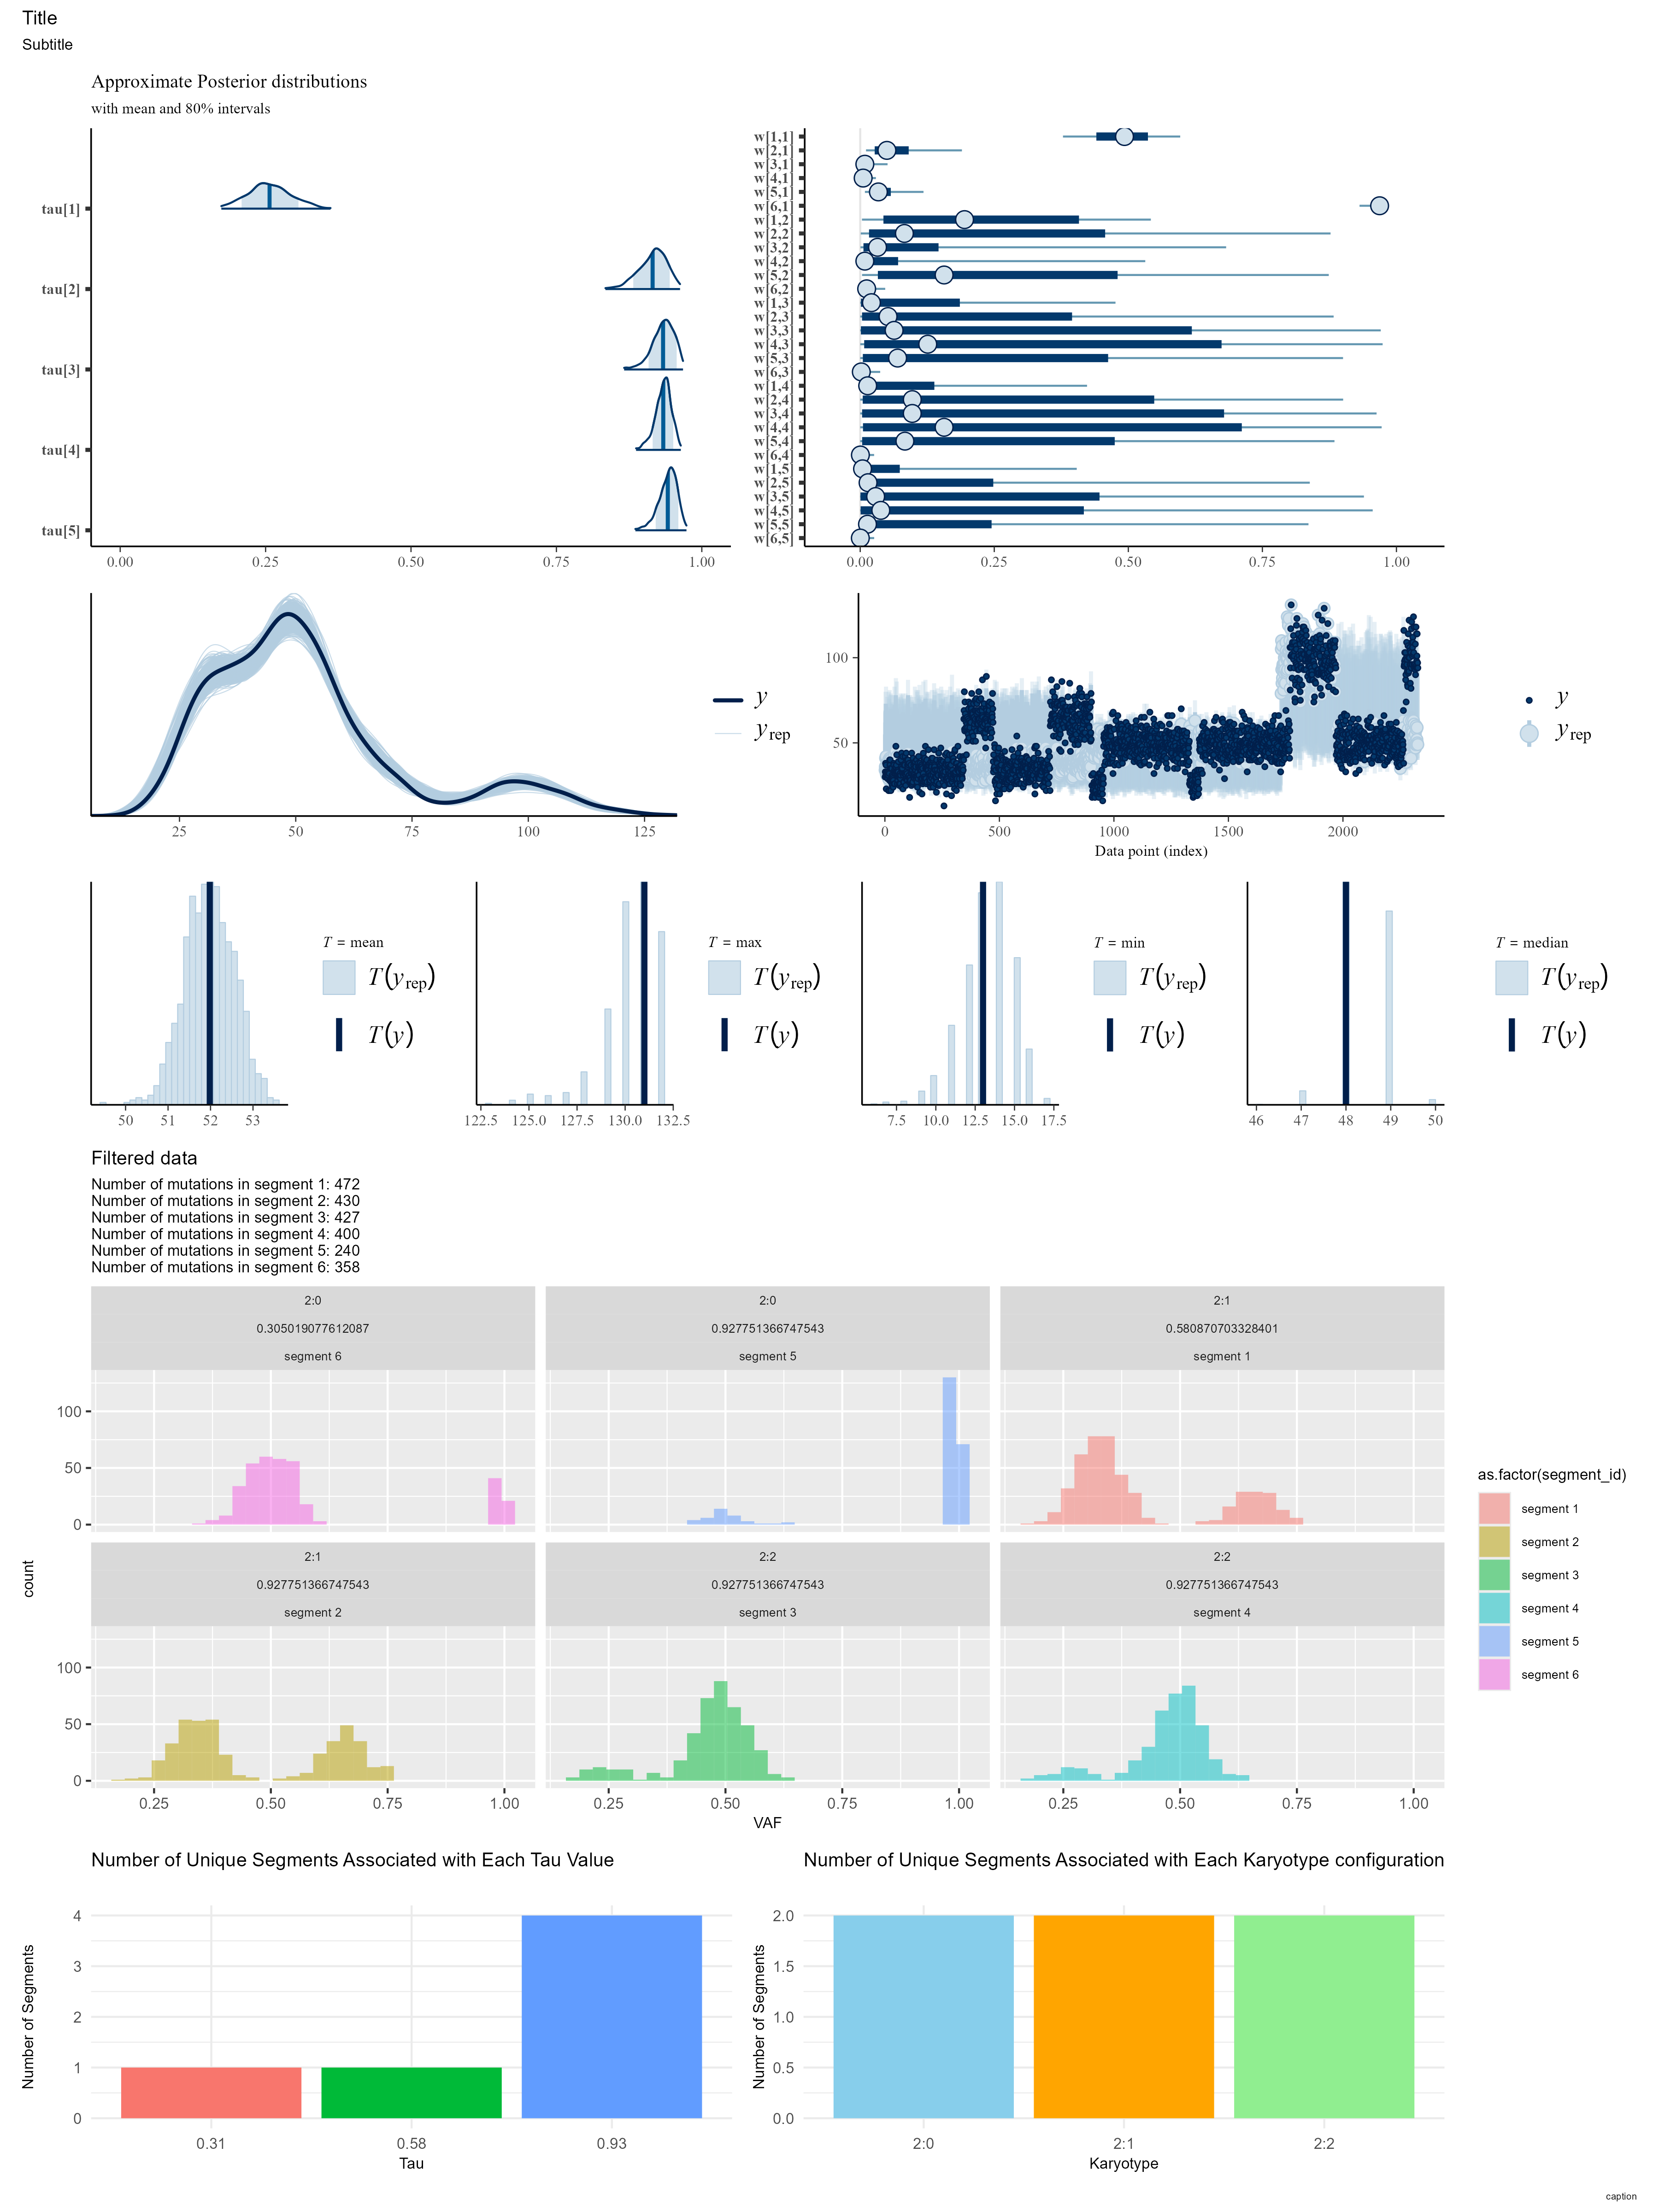 Title
Subtitle
Approximate Posterior distributions
with mean and 80% intervals
tau[1]
tau[2]
tau[3]
tau[4]
tau[5]
0.00 0.25 0.50 0.75 1.00
w[1,1]
w[2,1]
w[3,1]
w[4,1]
w[5,1]
w[6,1]
w[1,2]
w[2,2]
w[3,2]
w[4,2]
w[5,2]
w[6,2]
w[1,3]
w[2,3]
w[3,3]
w[4,3]
w[5,3]
w[6,3]
w[1,4]
w[2,4]
w[3,4]
w[4,4]
w[5,4]
w[6,4]
w[1,5]
w[2,5]
w[3,5]
w[4,5]
w[5,5]
w[6,5]
0.00 0.25 0.50 0.75 1.00
25 50 75 100 125
y
yrep
100
50
0 500 1000 1500 2000
Data point (index)
y
yrep
50 51 52 53
T = mean
T(yrep)
T(y)
122.5 125.0 127.5 130.0 132.5
T = max
T(yrep)
T(y)
7.5 10.0 12.5 15.0 17.5
T = min
T(yrep)
T(y)
46 47 48 49 50
T = median
T(yrep)
T(y)
Filtered data
Number of mutations in segment 1: 472
Number of mutations in segment 2: 430
Number of mutations in segment 3: 427
Number of mutations in segment 4: 400
Number of mutations in segment 5: 240
Number of mutations in segment 6: 358
2:0 2:0 2:1
0.305019077612087 0.927751366747543 0.580870703328401
segment 6 segment 5 segment 1
100
50
0
2:1 2:2 2:2
0.927751366747543 0.927751366747543 0.927751366747543
segment 2 segment 3 segment 4
100
50
0
count
0.25 0.50 0.75 1.00 0.25 0.50 0.75 1.00 0.25 0.50 0.75 1.00
VAF
as.factor(segment_id)
segment 1
segment 2
segment 3
segment 4
segment 5
segment 6
Number of Unique Segments Associated with Each Tau Value
Number of Segments
4
3
2
1
0
0.31 0.58 0.93
Tau
Number of Unique Segments Associated with Each Karyotype configuration
Number of Segments
2.0
1.5
1.0
0.5
0.0
2:0 2:1 2:2
Karyotype
caption